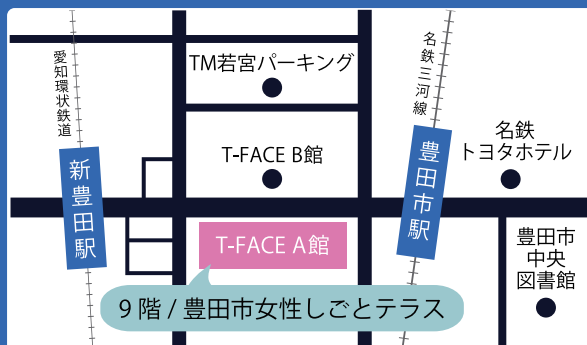 愛知環状鉄道
名鉄三河線
TM若宮パーキング
T-FACE B館
名鉄
トヨタホテル
新豊田駅
豊田市駅
T-FACE A館
豊田市
中央
図書館
9階 / 豊田市女性しごとテラス